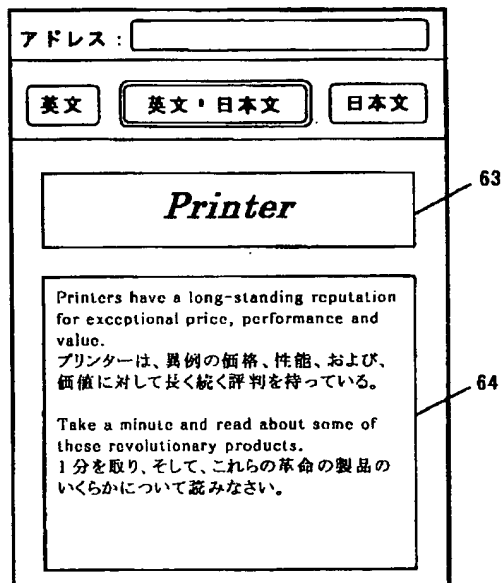 アドレス：
英文 英文・日本文 日本文
Printer
63
Printers have a long-standing reputation
for exceptional price, performance and
value.
プリンターは、異例の価格、性能、および、
価値に対して長く続く評判を持っている。
64
Take a minute and read about some of
these revolutionary products.
1分を取り、そして、これらの革命の製品の
いくらかについて読みなさい。